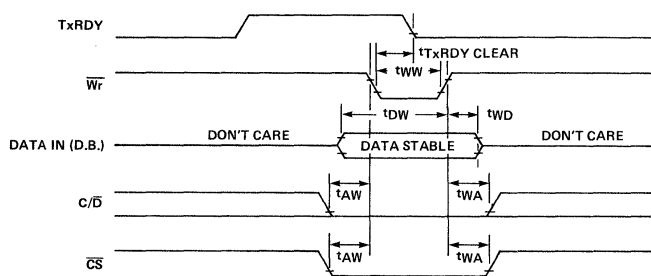 TxRDY
tTxRDY CLEAR
tWW
Wr
tDW
tWD
DON'T CARE
DON'T CARE
DATA IN (D.B.)
DATA STABLE
C/D
tAW
tWA
tAW
tWA
CS